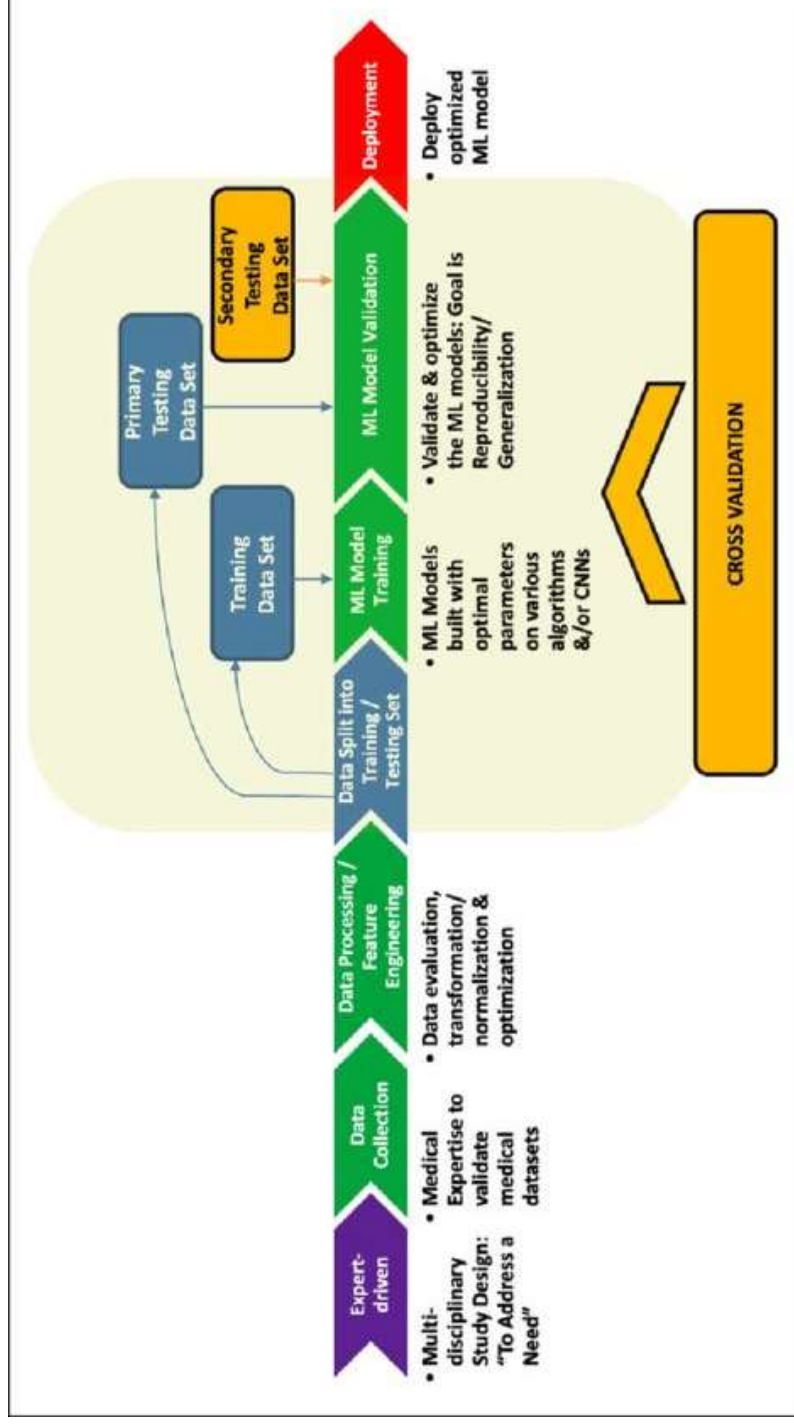 Primary
Testing
Data Set
Training
Data Set
Secondary
Testing
Data Set
Expert-
driven
Data
Collection
Data Processing /
Feature
Engineering
Data Split into
Training /
Testing Set
ML Model
Training
ML Model Validation
Deployment
• Multi-
disciplinary
Study Design:
“To Address a
Need”
• Medical
Expertise to
validate
medical
datasets
• Data evaluation,
transformation/
normalization &
optimization
• ML Models
built with
optimal
parameters
on various
algorithms
&/or CNNs
• Validate & optimize
the ML models: Goal is
Reproducibility/
Generalization
• Deploy
optimized
ML model
CROSS VALIDATION